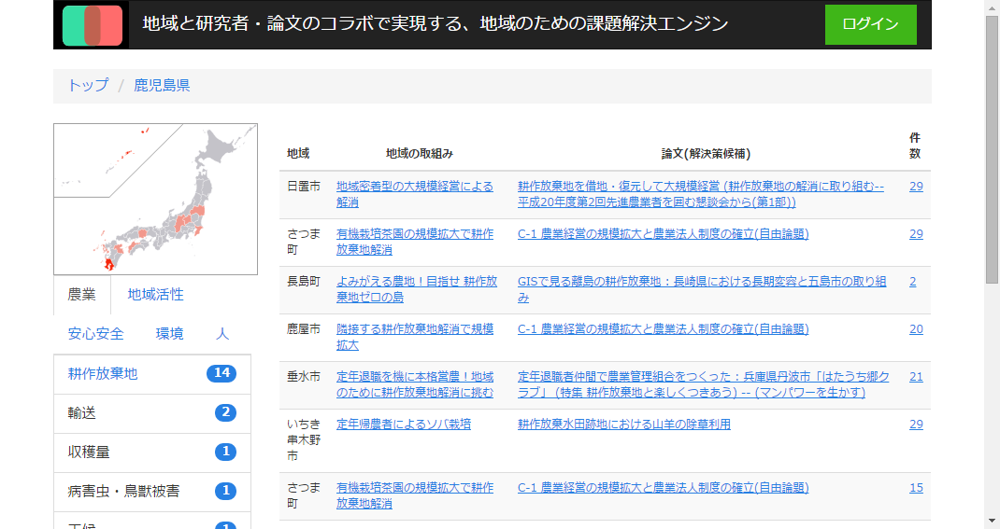 地域と研究者・論文のコラボで実現する、地域のための課題解決エンジン
ログイン
トップ / 鹿児島県
農業
地域活性
安心安全
環境
人
耕作放棄地 14
輸送 2
収穫量 1
病害虫・鳥獣被害 1
地域
地域の取組み
論文(解決策候補)
件
数
日置市
地域密着型の大規模経営による
解消
耕作放棄地を借地・復元して大規模経営 (耕作放棄地の解消に取り組む--
平成20年度第2回先進農業者を囲む懇談会から(第1部))
29
さつま
町
有機栽培茶園の規模拡大で耕作
放棄地解消
C-1 農業経営の規模拡大と農業法人制度の確立(自由論題)
29
長島町
よみがえる農地！目指せ 耕作放
棄地ゼロの島
GISで見る離島の耕作放棄地 : 長崎県における長期変容と五島市の取り組
み
2
鹿屋市
隣接する耕作放棄地解消で規模
拡大
C-1 農業経営の規模拡大と農業法人制度の確立(自由論題)
20
垂水市
定年退職を機に本格営農！地域
のために耕作放棄地解消に挑む
定年退職者仲間で農業管理組合をつくった : 兵庫県丹波市「はたうち郷ク
ラブ」 (特集 耕作放棄地と楽しくつきあう) -- (マンパワーを生かす)
21
いちき
串木野
市
定年帰農者によるソバ栽培
耕作放棄水田跡地における山羊の除草利用
29
さつま
町
有機栽培茶園の規模拡大で耕作
放棄地解消
C-1 農業経営の規模拡大と農業法人制度の確立(自由論題)
15